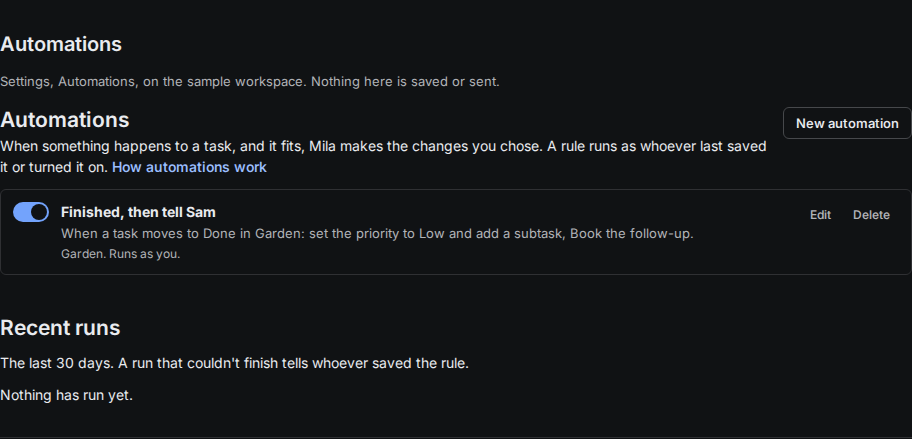 Automations
Settings, Automations, on the sample workspace. Nothing here is saved or sent.
Automations
New automation
When something happens to a task, and it fits, Mila makes the changes you chose. A rule runs as whoever last saved
it or turned it on. How automations work
Finished, then tell Sam
Edit
Delete
When a task moves to Done in Garden: set the priority to Low and add a subtask, Book the follow-up.
Garden. Runs as you.
Recent runs
The last 30 days. A run that couldn't finish tells whoever saved the rule.
Nothing has run yet.